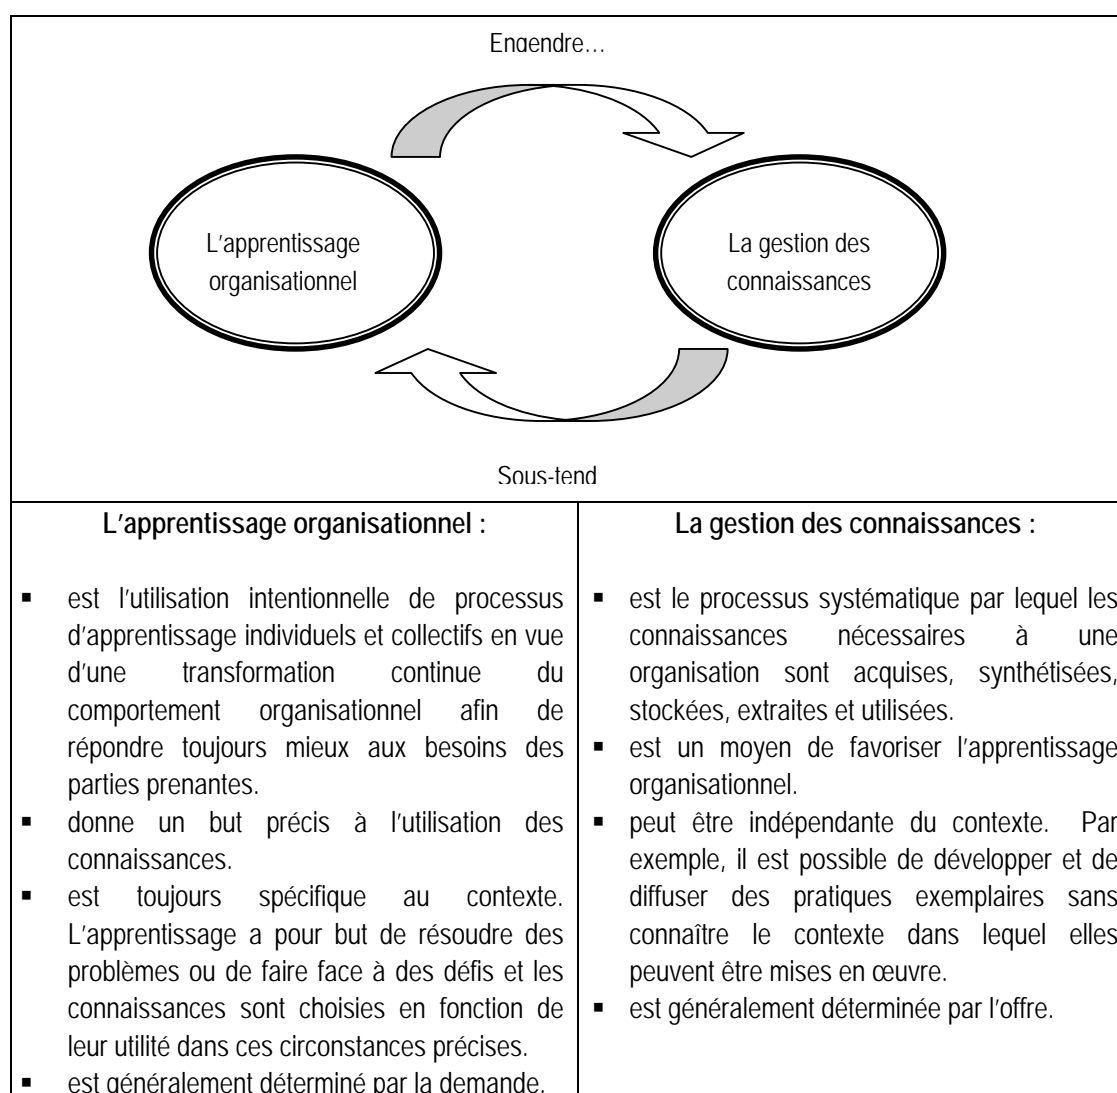 Engendre…
L'apprentissage
organisationnel
La gestion des
connaissances
Sous-tend
L'apprentissage organisationnel :
▪ est l'utilisation intentionnelle de processus
d'apprentissage individuels et collectifs en vue
d'une transformation continue du
comportement organisationnel afin de
répondre toujours mieux aux besoins des
parties prenantes.
▪ donne un but précis à l'utilisation des
connaissances.
▪ est toujours spécifique au contexte.
L'apprentissage a pour but de résoudre des
problèmes ou de faire face à des défis et les
connaissances sont choisies en fonction de
leur utilité dans ces circonstances précises.
▪ est généralement déterminé par la demande.
La gestion des connaissances :
▪ est le processus systématique par lequel les
connaissances nécessaires à une
organisation sont acquises, synthétisées,
stockées, extraites et utilisées.
▪ est un moyen de favoriser l'apprentissage
organisationnel.
▪ peut être indépendante du contexte. Par
exemple, il est possible de développer et de
diffuser des pratiques exemplaires sans
connaître le contexte dans lequel elles
peuvent être mises en œuvre.
▪ est généralement déterminée par l'offre.